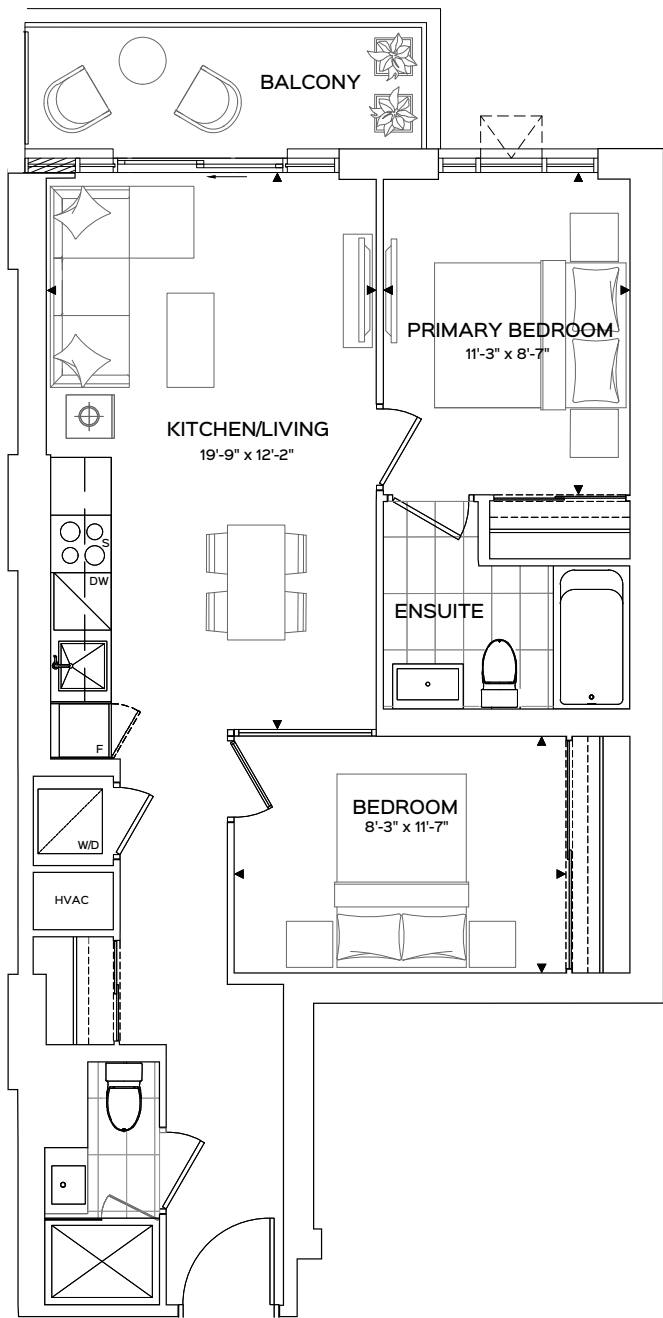 BALCONY
PRIMARY BEDROOM
11'-3" x 8'-7"
KITCHEN/LIVING
19'-9" x 12'-2"
S
DW
ENSUITE
F
BEDROOM
8'-3" x 11'-7"
W/D
HVAC